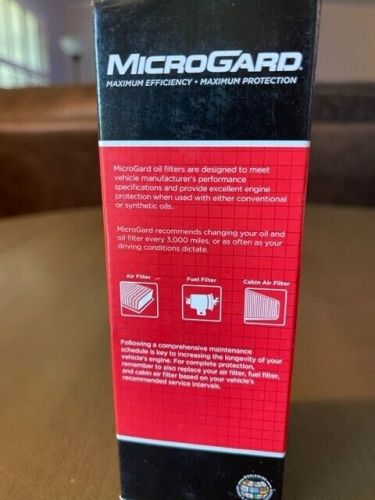 MICROGARD
MAXIMUM EFFICIENCY • MAXIMUM PROTECTION
MicroGard oil filters are designed to meet
vehicle manufacturer's performance
specifications and provide excellent engine
protection when used with either conventional
or synthetic oils.
MicroGard recommends changing your oil and
oil filter every 3,000 miles, or as often as your
driving conditions dictate.
Air Filter Fuel Filter Cabin Air Filter
Following a comprehensive maintenance
schedule is key to increasing the longevity of your
vehicle's engine. For complete protection,
remember to also replace your air filter, fuel filter,
and cabin air filter based on your vehicle's
recommended service intervals.
WORLDWIDE